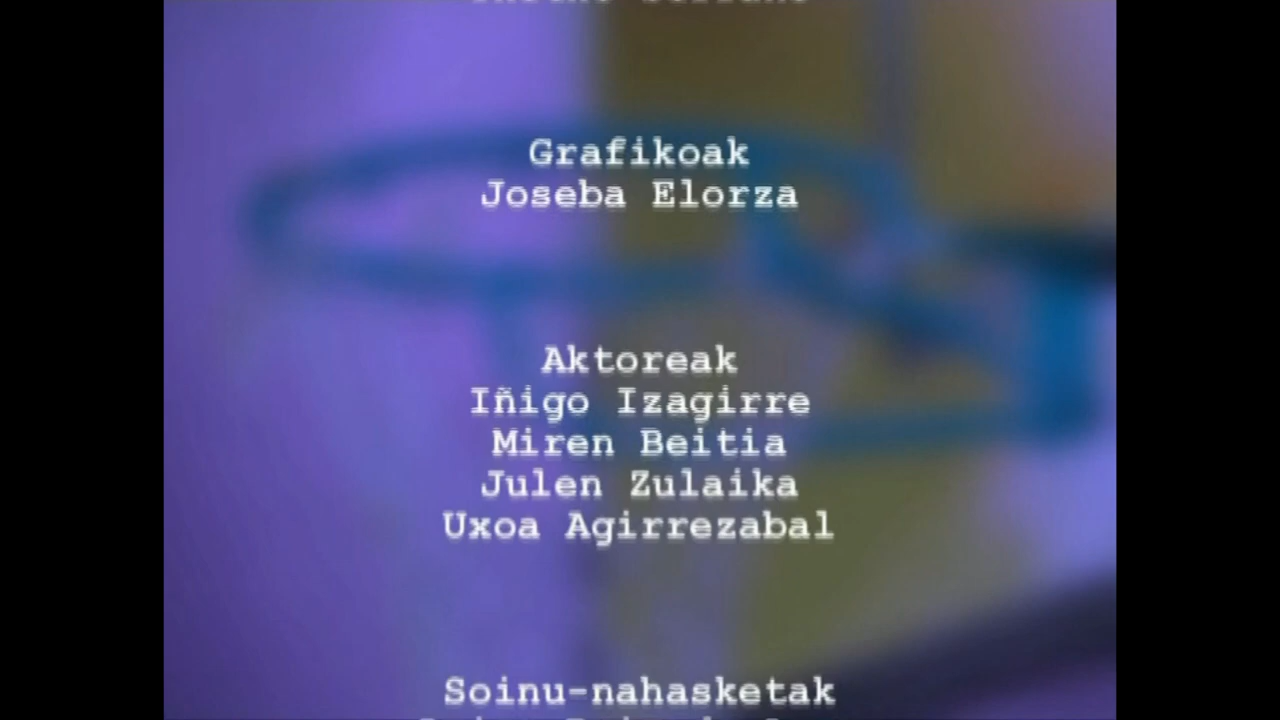 Grafikoak
Joseba Elorza
Aktoreak
Iñigo Izagirre
Miren Beitia
Julen Zulaika
Uxoa Agirrezabal
Soinu-nahasketak